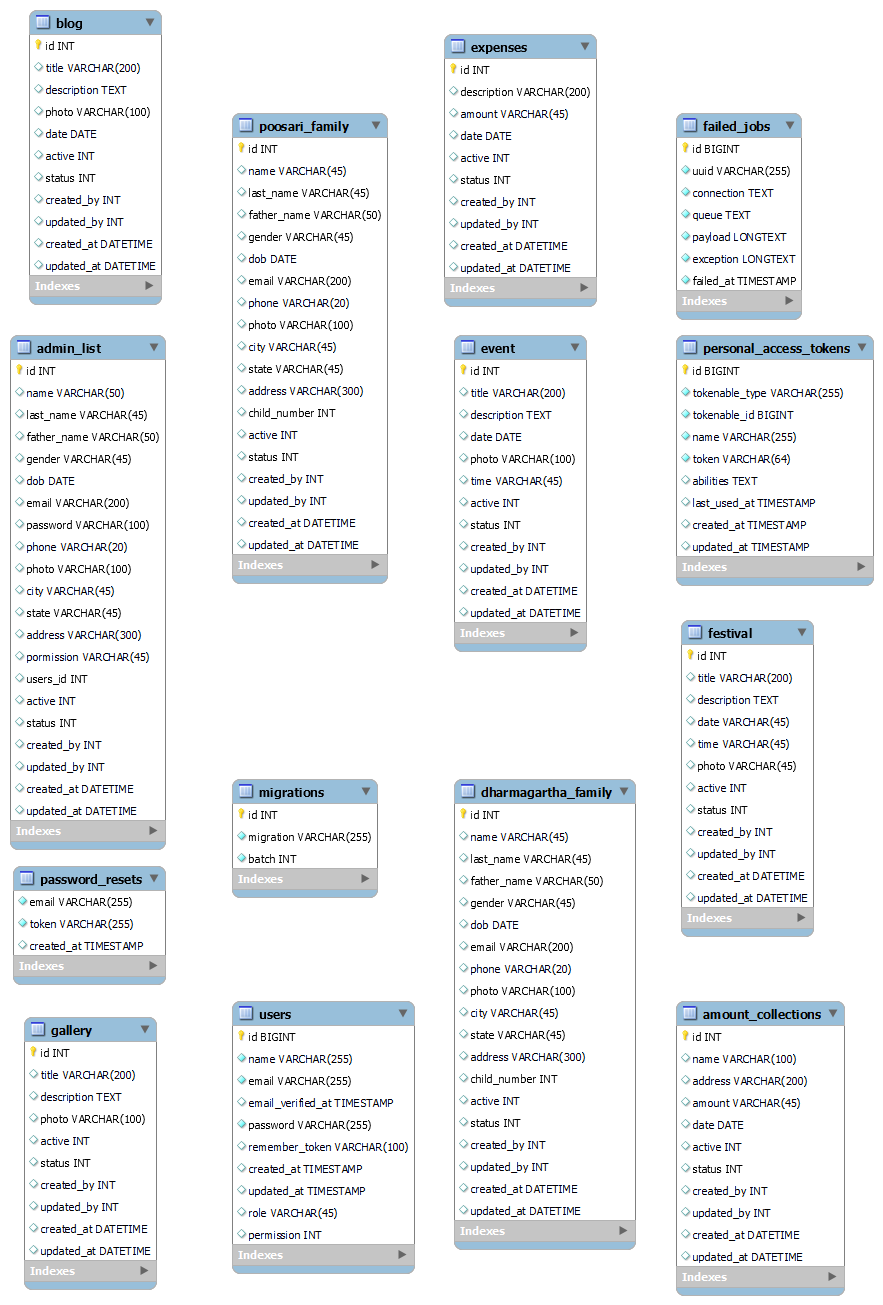 blog
id INT
title VARCHAR(200)
description TEXT
photo VARCHAR(100)
date DATE
active INT
status INT
created_by INT
updated_by INT
created_at DATETIME
updated_at DATETIME
Indexes
admin_list
id INT
name VARCHAR(50)
last_name VARCHAR(45)
father_name VARCHAR(50)
gender VARCHAR(45)
dob DATE
email VARCHAR(200)
password VARCHAR(100)
phone VARCHAR(20)
photo VARCHAR(100)
city VARCHAR(45)
state VARCHAR(45)
address VARCHAR(300)
pormission VARCHAR(45)
users_id INT
active INT
status INT
created_by INT
updated_by INT
created_at DATETIME
updated_at DATETIME
Indexes
password_resets
email VARCHAR(255)
token VARCHAR(255)
created_at TIMESTAMP
Indexes
gallery
id INT
title VARCHAR(200)
description TEXT
photo VARCHAR(100)
active INT
status INT
created_by INT
updated_by INT
created_at DATETIME
updated_at DATETIME
Indexes
poosari_family
id INT
name VARCHAR(45)
last_name VARCHAR(45)
father_name VARCHAR(50)
gender VARCHAR(45)
dob DATE
email VARCHAR(200)
phone VARCHAR(20)
photo VARCHAR(100)
city VARCHAR(45)
state VARCHAR(45)
address VARCHAR(300)
child_number INT
active INT
status INT
created_by INT
updated_by INT
created_at DATETIME
updated_at DATETIME
Indexes
migrations
id INT
migration VARCHAR(255)
batch INT
Indexes
users
id BIGINT
name VARCHAR(255)
email VARCHAR(255)
email_verified_at TIMESTAMP
password VARCHAR(255)
remember_token VARCHAR(100)
created_at TIMESTAMP
updated_at TIMESTAMP
role VARCHAR(45)
permission INT
Indexes
expenses
id INT
description VARCHAR(200)
amount VARCHAR(45)
date DATE
active INT
status INT
created_by INT
updated_by INT
created_at DATETIME
updated_at DATETIME
Indexes
event
id INT
title VARCHAR(200)
description TEXT
date DATE
photo VARCHAR(100)
time VARCHAR(45)
active INT
status INT
created_by INT
updated_by INT
created_at DATETIME
updated_at DATETIME
Indexes
dharmagartha_family
id INT
name VARCHAR(45)
last_name VARCHAR(45)
father_name VARCHAR(50)
gender VARCHAR(45)
dob DATE
email VARCHAR(200)
phone VARCHAR(20)
photo VARCHAR(100)
city VARCHAR(45)
state VARCHAR(45)
address VARCHAR(300)
child_number INT
active INT
status INT
created_by INT
updated_by INT
created_at DATETIME
updated_at DATETIME
Indexes
failed_jobs
id BIGINT
uuid VARCHAR(255)
connection TEXT
queue TEXT
payload LONGTEXT
exception LONGTEXT
failed_at TIMESTAMP
Indexes
personal_access_tokens
id BIGINT
tokenable_type VARCHAR(255)
tokenable_id BIGINT
name VARCHAR(255)
token VARCHAR(64)
abilities TEXT
last_used_at TIMESTAMP
created_at TIMESTAMP
updated_at TIMESTAMP
Indexes
festival
id INT
title VARCHAR(200)
description TEXT
date VARCHAR(45)
time VARCHAR(45)
photo VARCHAR(45)
active INT
status INT
created_by INT
updated_by INT
created_at DATETIME
updated_at DATETIME
Indexes
amount_collections
id INT
name VARCHAR(100)
address VARCHAR(200)
amount VARCHAR(45)
date DATE
active INT
status INT
created_by INT
updated_by INT
created_at DATETIME
updated_at DATETIME
Indexes